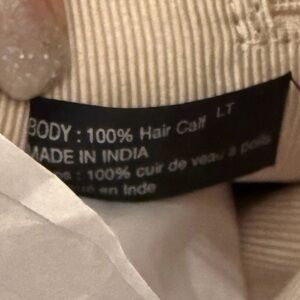 BODY : 100% Hair Calf LT
MADE IN INDIA
: 100% cuir de veau à poils
en Inde